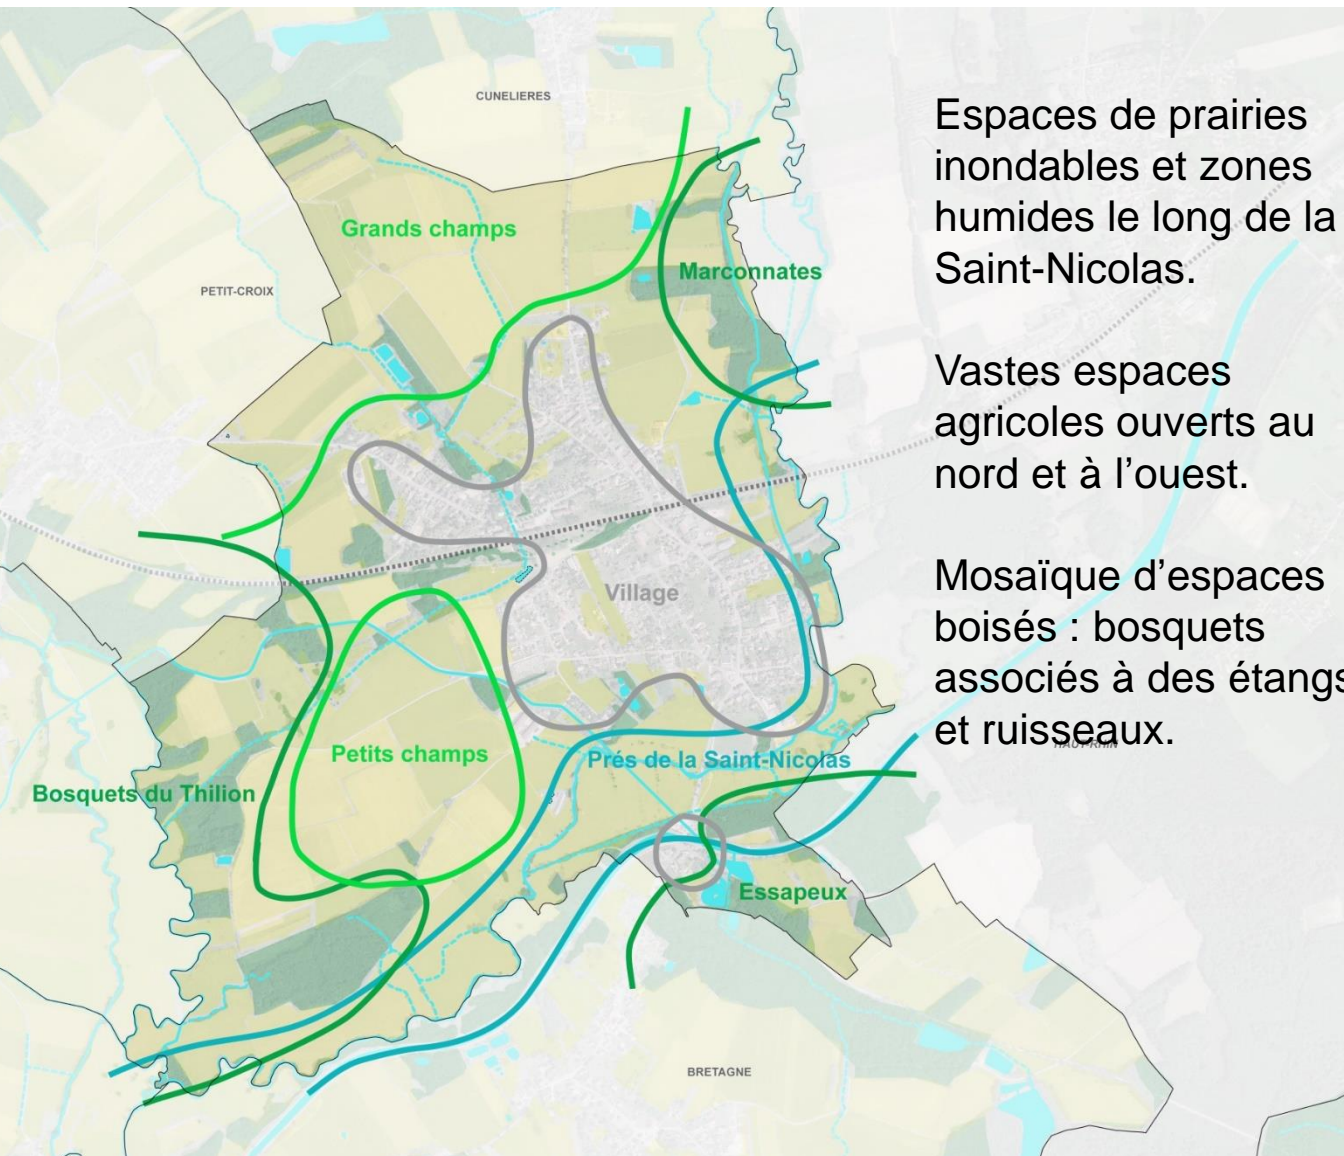 CUNELIERES
Grands champs
PETIT-CROIX
Marconnates
Village
Petits champs
Prés de la Saint-Nicolas
Bosquets du Thilion
Essapeux
BRETAGNE
HAUT-RHIN
Espaces de prairies
inondables et zones
humides le long de la
Saint-Nicolas.
Vastes espaces
agricoles ouverts au
nord et à l’ouest.
Mosaïque d’espaces
boisés : bosquets
associés à des étangs
et ruisseaux.